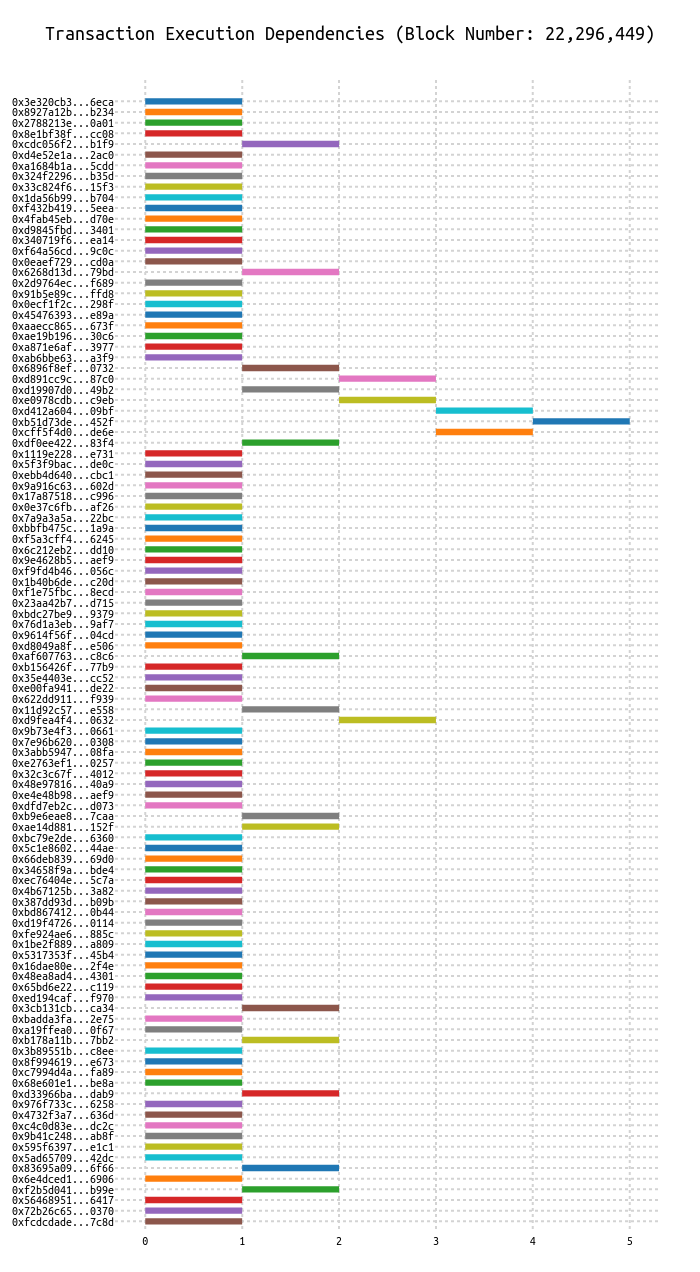 Transaction Execution Dependencies (Block Number: 22,296,449)
0x3e320cb3...6eca
0x8927a12b...b234
0x2788213e...0a01
0x8e1bf38f...cc08
0xcdc056f2...b1f9
0xd4e52e1a...2ac0
0xa1684b1a...5cdd
0x324f2296...b35d
0x33c824f6...15f3
0x1da56b99...b704
0xf432b419...5eea
0x4fab45eb...d70e
0xd9845fbd...3401
0x340719f6...ea14
0xf64a56cd...9c0c
0x0eaef729...cd0a
0x6268d13d...79bd
0x2d9764ec...f689
0x91b5e89c...ffd8
0x0ecf1f2c...298f
0x45476393...e89a
0xaaecc865...673f
0xae19b196...30c6
0xa871e6af...3977
0xab6bbe63...a3f9
0x6896f8ef...0732
0xd891cc9c...87c0
0xd19907d0...49b2
0xe0978cdb...c9eb
0xd412a604...09bf
0xb51d73de...452f
0xcff5f4d0...de6e
0xdf0ee422...83f4
0x1119e228...e731
0x5f3f9bac...de0c
0xebb4d640...cbc1
0x9a916c63...602d
0x17a87518...c996
0x0e37c6fb...af26
0x7a9a3a5a...22bc
0xbbfb475c...1a9a
0xf5a3cff4...6245
0x6c212eb2...dd10
0x9e4628b5...aef9
0xf9fd4b46...056c
0x1b40b6de...c20d
0xf1e75fbc...8ecd
0x23aa42b7...d715
0xbdc27be9...9379
0x76d1a3eb...9af7
0x9614f56f...04cd
0xd8049a8f...e506
0xaf607763...c8c6
0xb156426f...77b9
0x35e4403e...cc52
0xe00fa941...de22
0x622dd911...f939
0x11d92c57...e558
0xd9fea4f4...0632
0x9b73e4f3...0661
0x7e96b620...0308
0x3abb5947...08fa
0xe2763ef1...0257
0x32c3c67f...4012
0x48e97816...40a9
0xe4e48b98...aef9
0xdfd7eb2c...d073
0xb9e6eae8...7caa
0xae14d881...152f
0xbc79e2de...6360
0x5c1e8602...44ae
0x66deb839...69d0
0x34658f9a...bde4
0xec76404e...5c7a
0x4b67125b...3a82
0x387dd93d...b09b
0xbd867412...0b44
0xd19f4726...0114
0xfe924ae6...885c
0x1be2f889...a809
0x5317353f...45b4
0x16dae80e...2f4e
0x48ea8ad4...4301
0x65bd6e22...c119
0xed194caf...f970
0x3cb131cb...ca34
0xbadda3fa...2e75
0xa19ffea0...0f67
0xb178a11b...7bb2
0x3b89551b...c8ee
0x8f994619...e673
0xc7994d4a...fa89
0x68e601e1...be8a
0xd33966ba...dab9
0x976f733c...6258
0x4732f3a7...636d
0xc4c0d83e...dc2c
0x9b41c248...ab8f
0x595f6397...e1c1
0x5ad65709...42dc
0x83695a09...6f66
0x6e4dced1...6906
0xf2b5d041...b99e
0x56468951...6417
0x72b26c65...0370
0xfcdcdade...7c8d
0 1 2 3 4 5